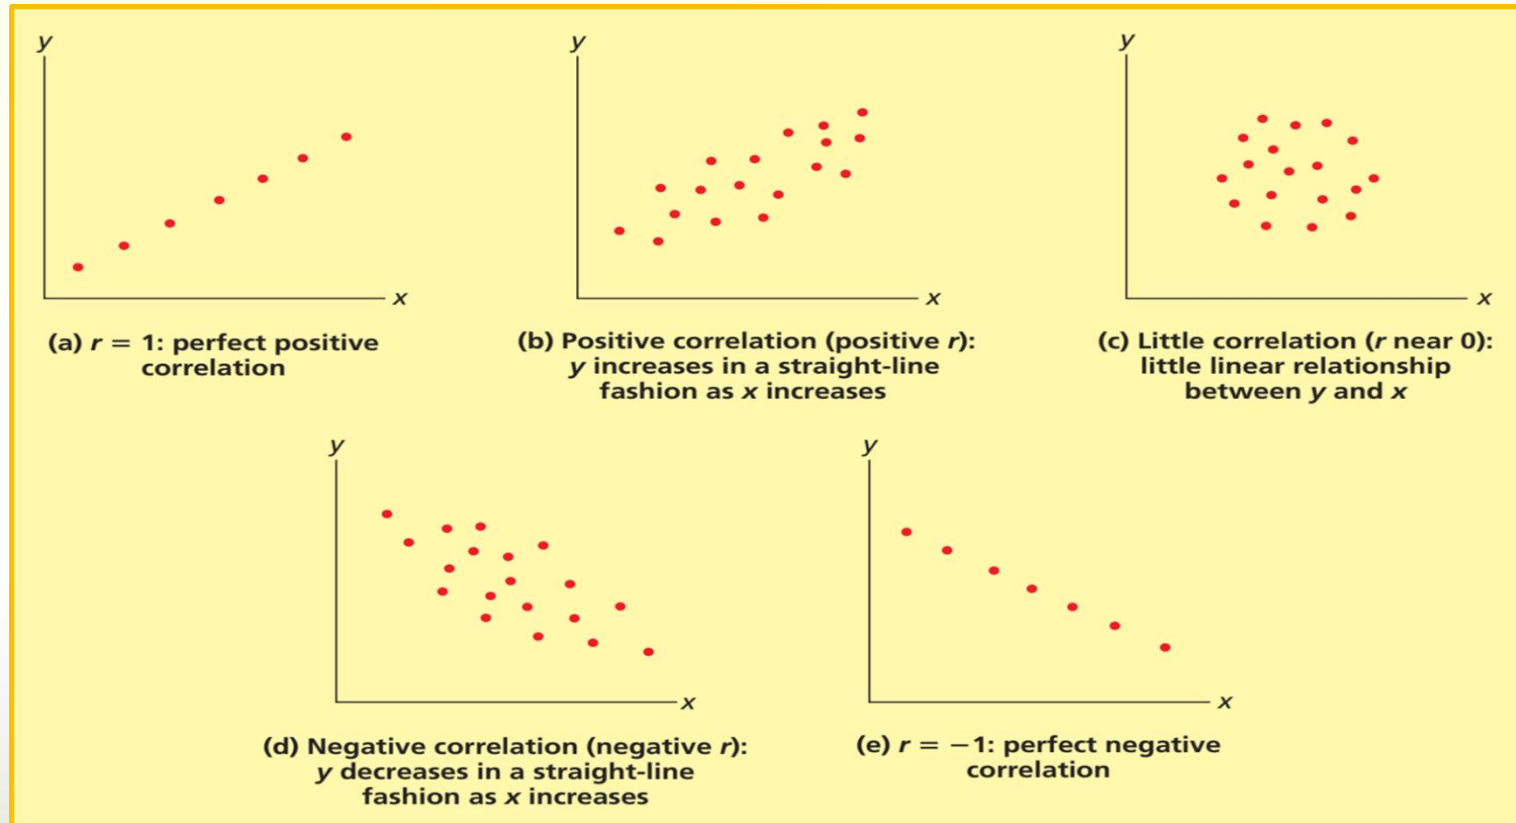 y
x
(a) r = 1: perfect positive
correlation
y
x
(b) Positive correlation (positive r):
y increases in a straight-line
fashion as x increases
y
x
(c) Little correlation (r near 0):
little linear relationship
between y and x
y
x
(d) Negative correlation (negative r):
y decreases in a straight-line
fashion as x increases
y
x
(e) r = −1: perfect negative
correlation